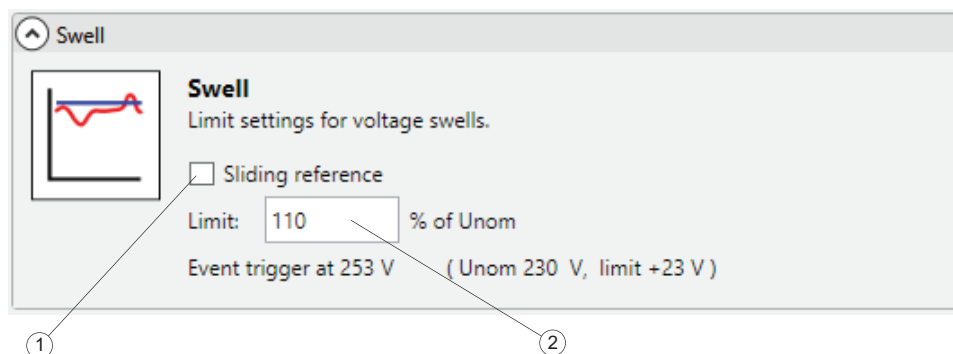 Swell
Swell
Limit settings for voltage swells.
Sliding reference
Limit: 110 % of Unom
Event trigger at 253 V ( Unom 230 V, limit +23 V )
1 2